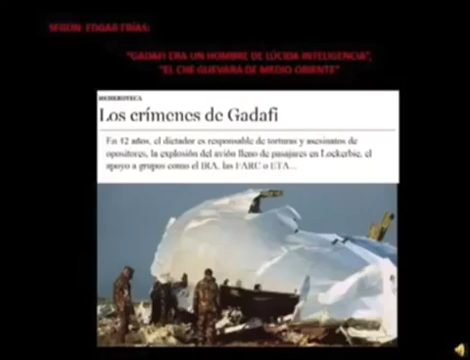 SEGUN EDGAR FRÍAS:
"GADAFI ERA UN HOMBRE DE LÚCIDA INTELIGENCIA",
"EL CHE GUEVARA DE MEDIO ORIENTE"
HEMEROTECA
Los crímenes de Gadafi
En 42 años, el dictador es responsable de torturas y asesinatos de
opositores, la explosión del avión lleno de pasajeros en Lockerbie, el
apoyo a grupos como el IRA, las FARC o ETA...